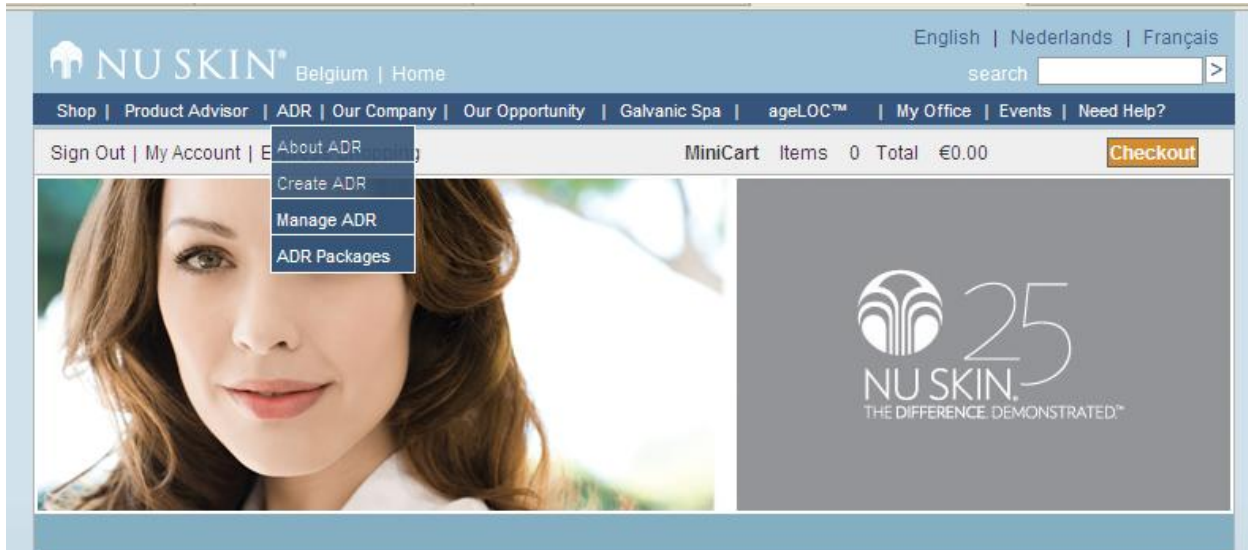 English | Nederlands | Français
NU SKIN® Belgium | Home
search >
Shop | Product Advisor | ADR | Our Company | Our Opportunity | Galvanic Spa | ageLOC™ | My Office | Events | Need Help?
Sign Out | My Account | MiniCart Items 0 Total €0.00 Checkout
About ADR
Create ADR
Manage ADR
ADR Packages
25
NU SKIN.
THE DIFFERENCE. DEMONSTRATED.™